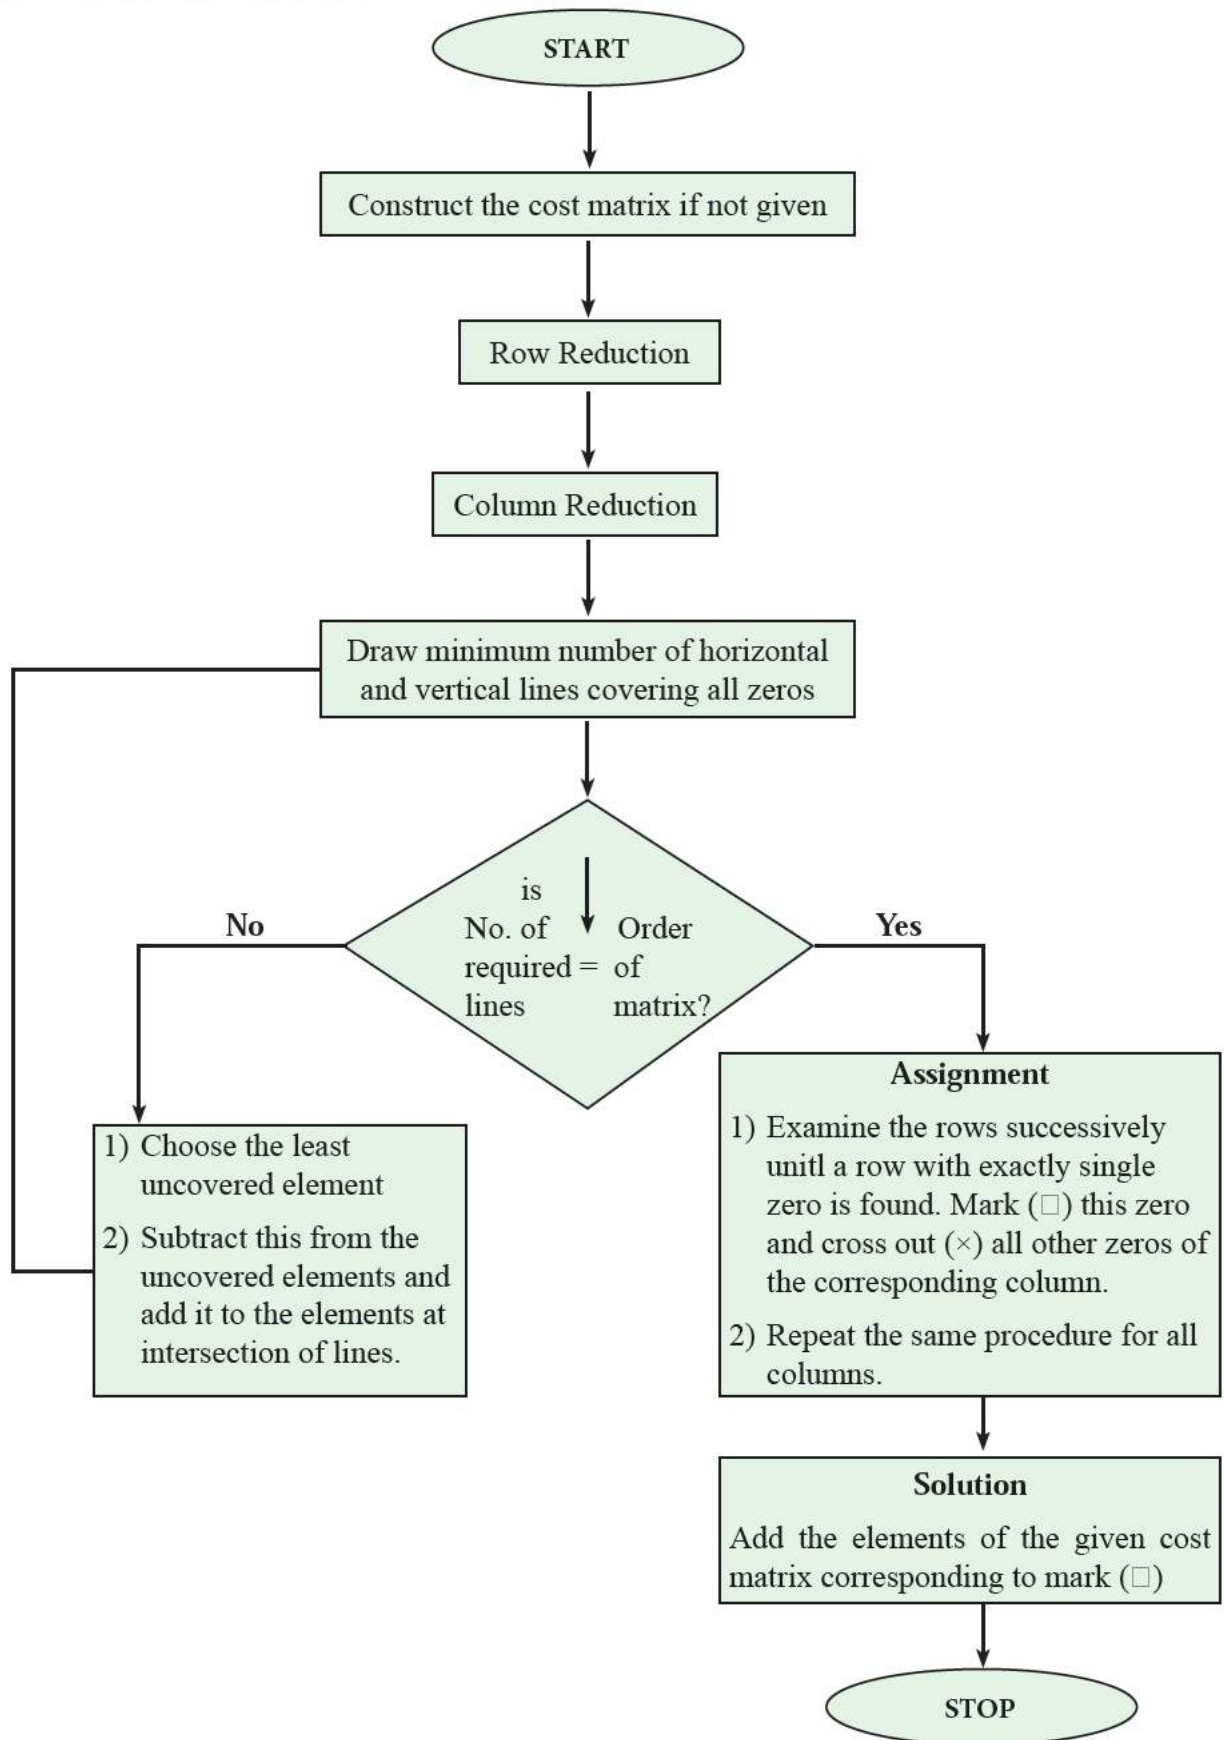 START
Construct the cost matrix if not given
Row Reduction
Column Reduction
Draw minimum number of horizontal
and vertical lines covering all zeros
is
No. of Order
required = of
lines matrix?
No
Yes
1) Choose the least
uncovered element
2) Subtract this from the
uncovered elements and
add it to the elements at
intersection of lines.
Assignment
1) Examine the rows successively
unitl a row with exactly single
zero is found. Mark (□) this zero
and cross out (×) all other zeros of
the corresponding column.
2) Repeat the same procedure for all
columns.
Solution
Add the elements of the given cost
matrix corresponding to mark (□)
STOP